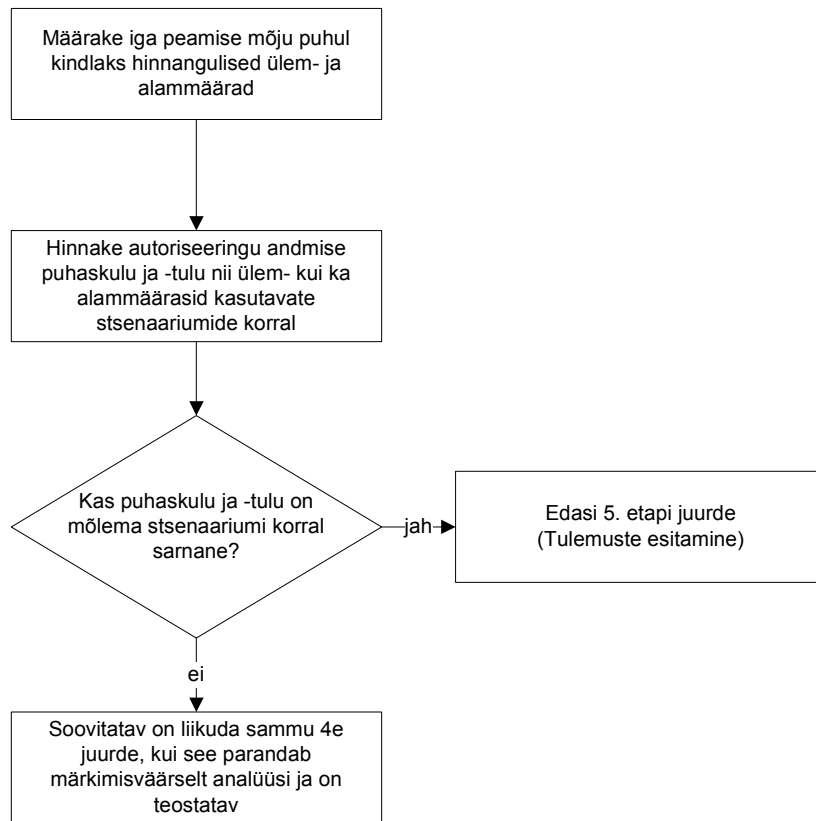 Määrake iga peamise mõju puhul
kindlaks hinnangulised ülem- ja
alammäärad
Hinnake autoriseeringu andmise
puhaskulu ja -tulu nii ülem- kui ka
alammäärasid kasutavate
stsenaariumide korral
Kas puhaskulu ja -tulu on
mõlema stsenaariumi korral
sarnane?
jah
Edasi 5. etapi juurde
(Tulemuste esitamine)
ei
Soovitatav on liikuda sammu 4e
juurde, kui see parandab
märkimisväärselt analüüsi ja on
teostatav